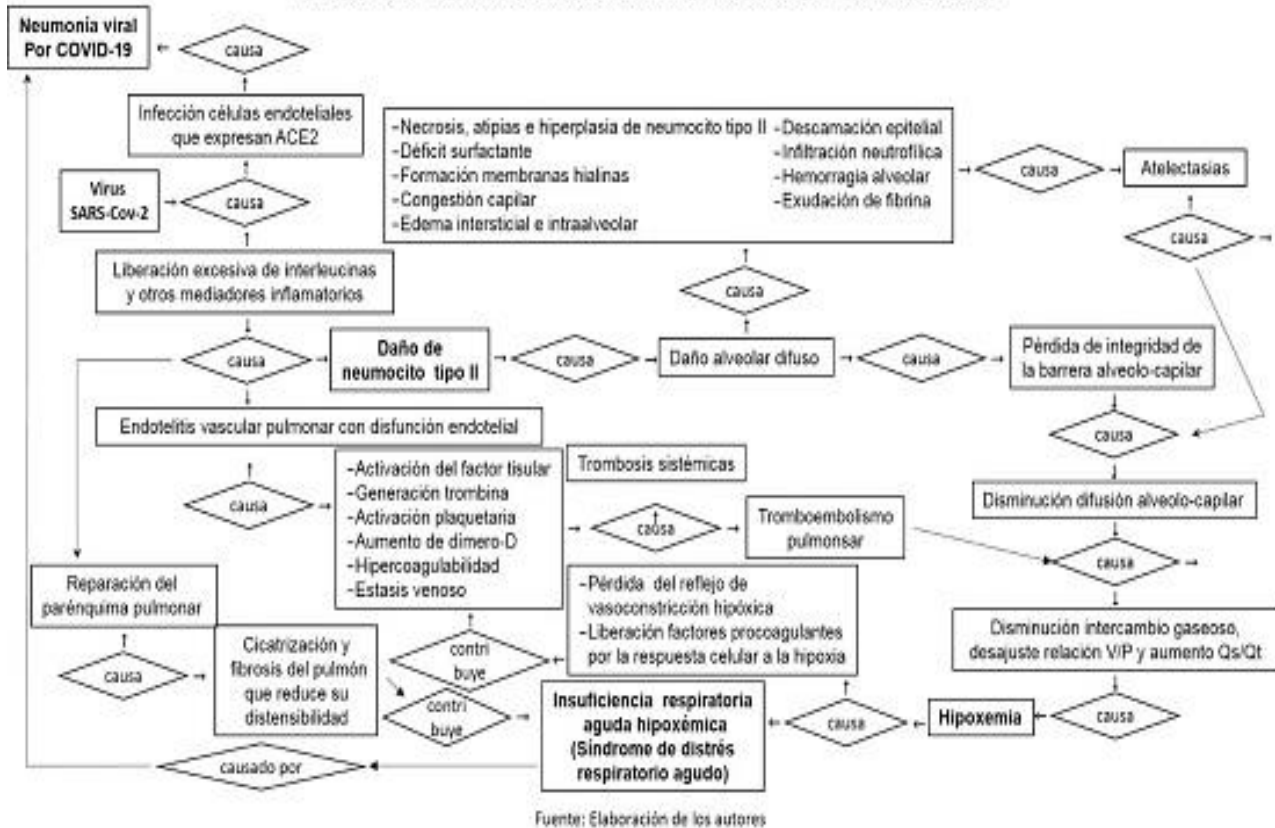 Neumonía viral
Por COVID-19
causa
Infección células endoteliales
que expresan ACE2
Virus
SARS-Cov-2
causa
Liberación excesiva de interleucinas
y otros mediadores inflamatorios
-Necrosis, atipias e hiperplasía de neumocito tipo II
-Déficit surfactante
-Formación membranas hialinas
-Congestión capilar
-Edema intersticial e intraalveolar
-Descamación epitelial
-Infiltración neutrofílica
-Hemorragia alveolar
-Exudación de fibrina
causa
Atelectasias
causa
causa
causa
Daño de
neumocito tipo II
causa
Daño alveolar difuso
causa
Pérdida de integridad de
la barrera alveolo-capilar
causa
Endotelitis vascular pulmonar con disfunción endotelial
causa
-Activación del factor tisular
-Generación trombina
-Activación plaquetaria
-Aumento de dímero-D
-Hipercoagulabilidad
-Estasis venoso
Trombosis sistémicas
causa
Tromboembolismo
pulmonsar
Disminución difusión alveolo-capilar
causa
Reparación del
parénquima pulmonar
causa
Cicatrización y
fibrosis del pulmón
que reduce su
distensibilidad
contri
buye
contri
buye
-Pérdida del reflejo de
vasoconstricción hipóxica
-Liberación factores procoagulantes
por la respuesta celular a la hipoxia
Disminución intercambio gaseoso,
desajuste relación V/P y aumento Qs/Qt
Insuficiencia respiratoria
aguda hipoxémica
(Síndrome de distrés
respiratorio agudo)
causa
Hipoxemia
causa
causado por
Fuente: Elaboración de los autores